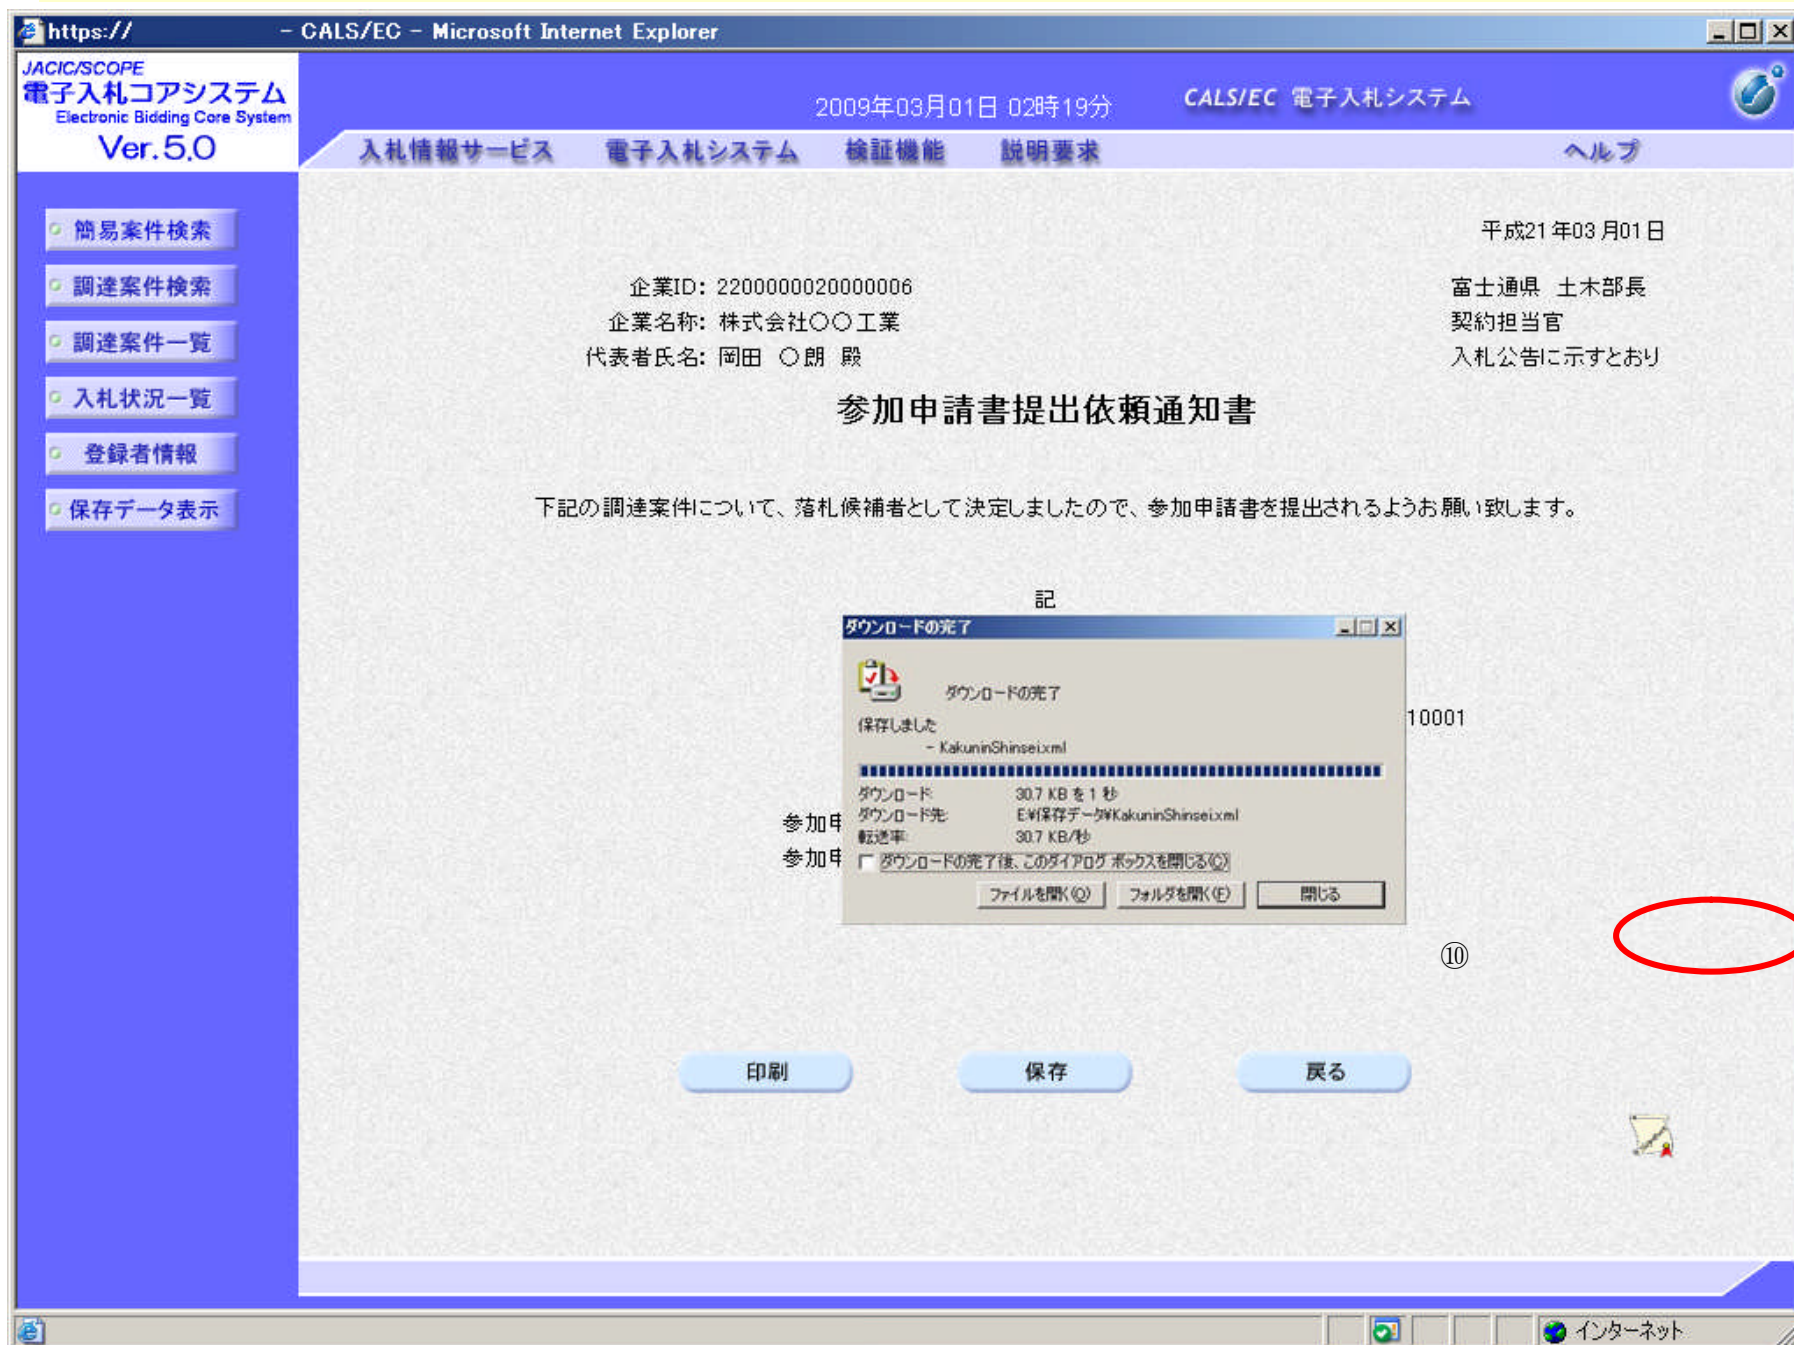 https:// - CALS/EC - Microsoft Internet Explorer
JACIC/SCOPE
電子入札コアシステム
Electronic Bidding Core System
Ver.5.0
2009年03月01日 02時19分
CALS/EC 電子入札システム
入札情報サービス 電子入札システム 検証機能 説明要求 ヘルプ
簡易案件検索
調達案件検索
調達案件一覧
入札状況一覧
登録者情報
保存データ表示
平成21年03月01日
企業ID: 2200000020000006
企業名称: 株式会社〇〇工業
代表者氏名: 岡田 〇朗 殿
富士通県 土木部長
契約担当官
入札公告に示すとおり
参加申請書提出依頼通知書
下記の調達案件について、落札候補者として決定しましたので、参加申請書を提出されるようお願い致します。
記
ダウンロードの完了
ダウンロードの完了
保存しました
- KakuninShinsei.xml
ダウンロード: 30.7 KB を 1 秒
ダウンロード先: E:¥保存データ¥KakuninShinsei.xml
転送率: 30.7 KB/秒
ダウンロードの完了後、このダイアログ ボックスを閉じる(C)
ファイルを開く(O) フォルダを開く(F) 閉じる
10001
参加申
参加申
⑩
印刷 保存 戻る
インターネット